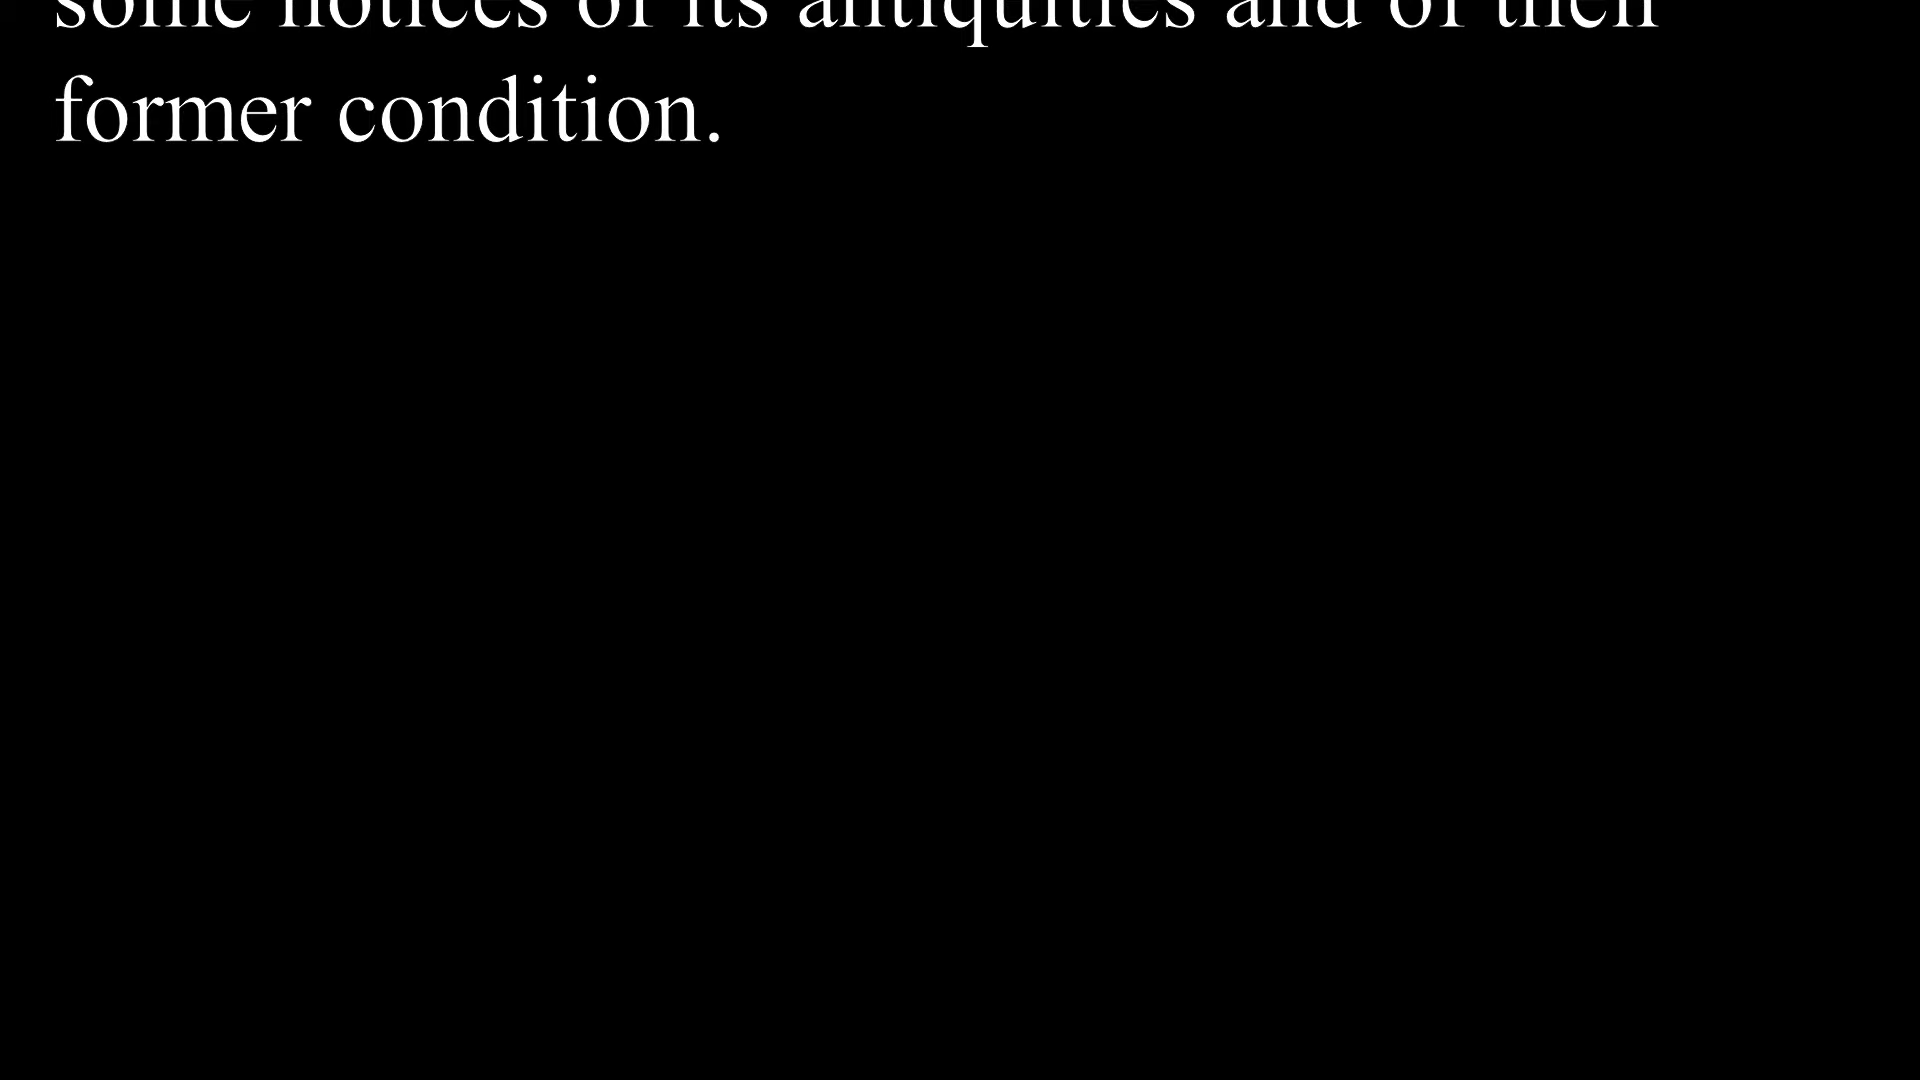 some notices of its antiquities and of their
former condition.